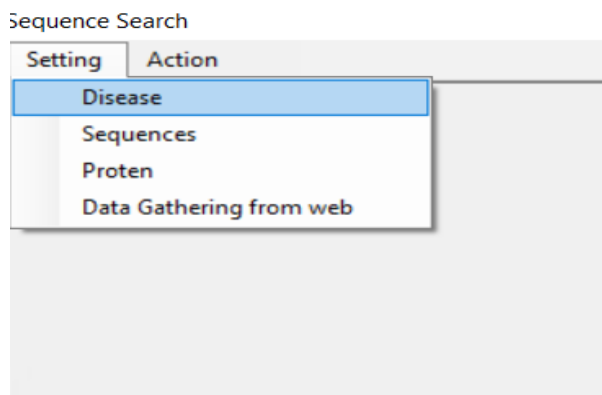 Sequence Search
Setting Action
Disease
Sequences
Proten
Data Gathering from web